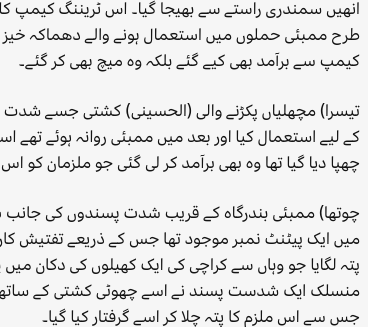 انھیں سمندری راستے سے بھیجا گیا۔ اس ٹریننگ کیمپ کا
طرح ممبئی حملوں میں استعمال ہونے والے دھماکہ خیز
کیمپ سے برآمد بھی کیے گئے بلکہ وہ میچ بھی کر گئے۔
تیسرا) مچھلیاں پکڑنے والی (الحسینی) کشتی جسے شدت
کے لیے استعمال کیا اور بعد میں ممبئی روانہ ہوئے تھے اسے
چھپا دیا گیا تھا وہ بھی برآمد کر لی گئی جو ملزمان کو اس
چوتھا) ممبئی بندرگاہ کے قریب شدت پسندوں کی جانب
میں ایک پیٹنٹ نمبر موجود تھا جس کے ذریعے تفتیش
پتہ لگایا جو وہاں سے کراچی کی ایک کھیلوں کی دکان میں
منسلک ایک شدست پسند نے اسے چھوٹی کشتی کے ساتھ
جس سے اس ملزم کا پتہ چلا کر اسے گرفتار کیا گیا۔